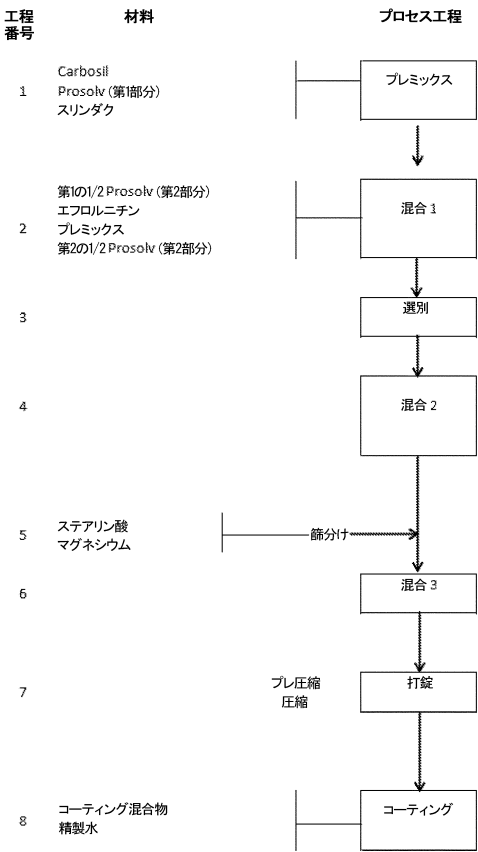 工程
番号
材料
プロセス工程
1
Carbosil
Prosolv (第1部分)
スリンダク
プレミックス
2
第1の1/2 Prosolv (第2部分)
エフロルニチン
プレミックス
第2の1/2 Prosolv (第2部分)
混合 1
3
選別
4
混合 2
5
ステアリン酸
マグネシウム
篩分け
6
混合 3
7
プレ圧縮
圧縮
打錠
8
コーティング混合物
精製水
コーティング